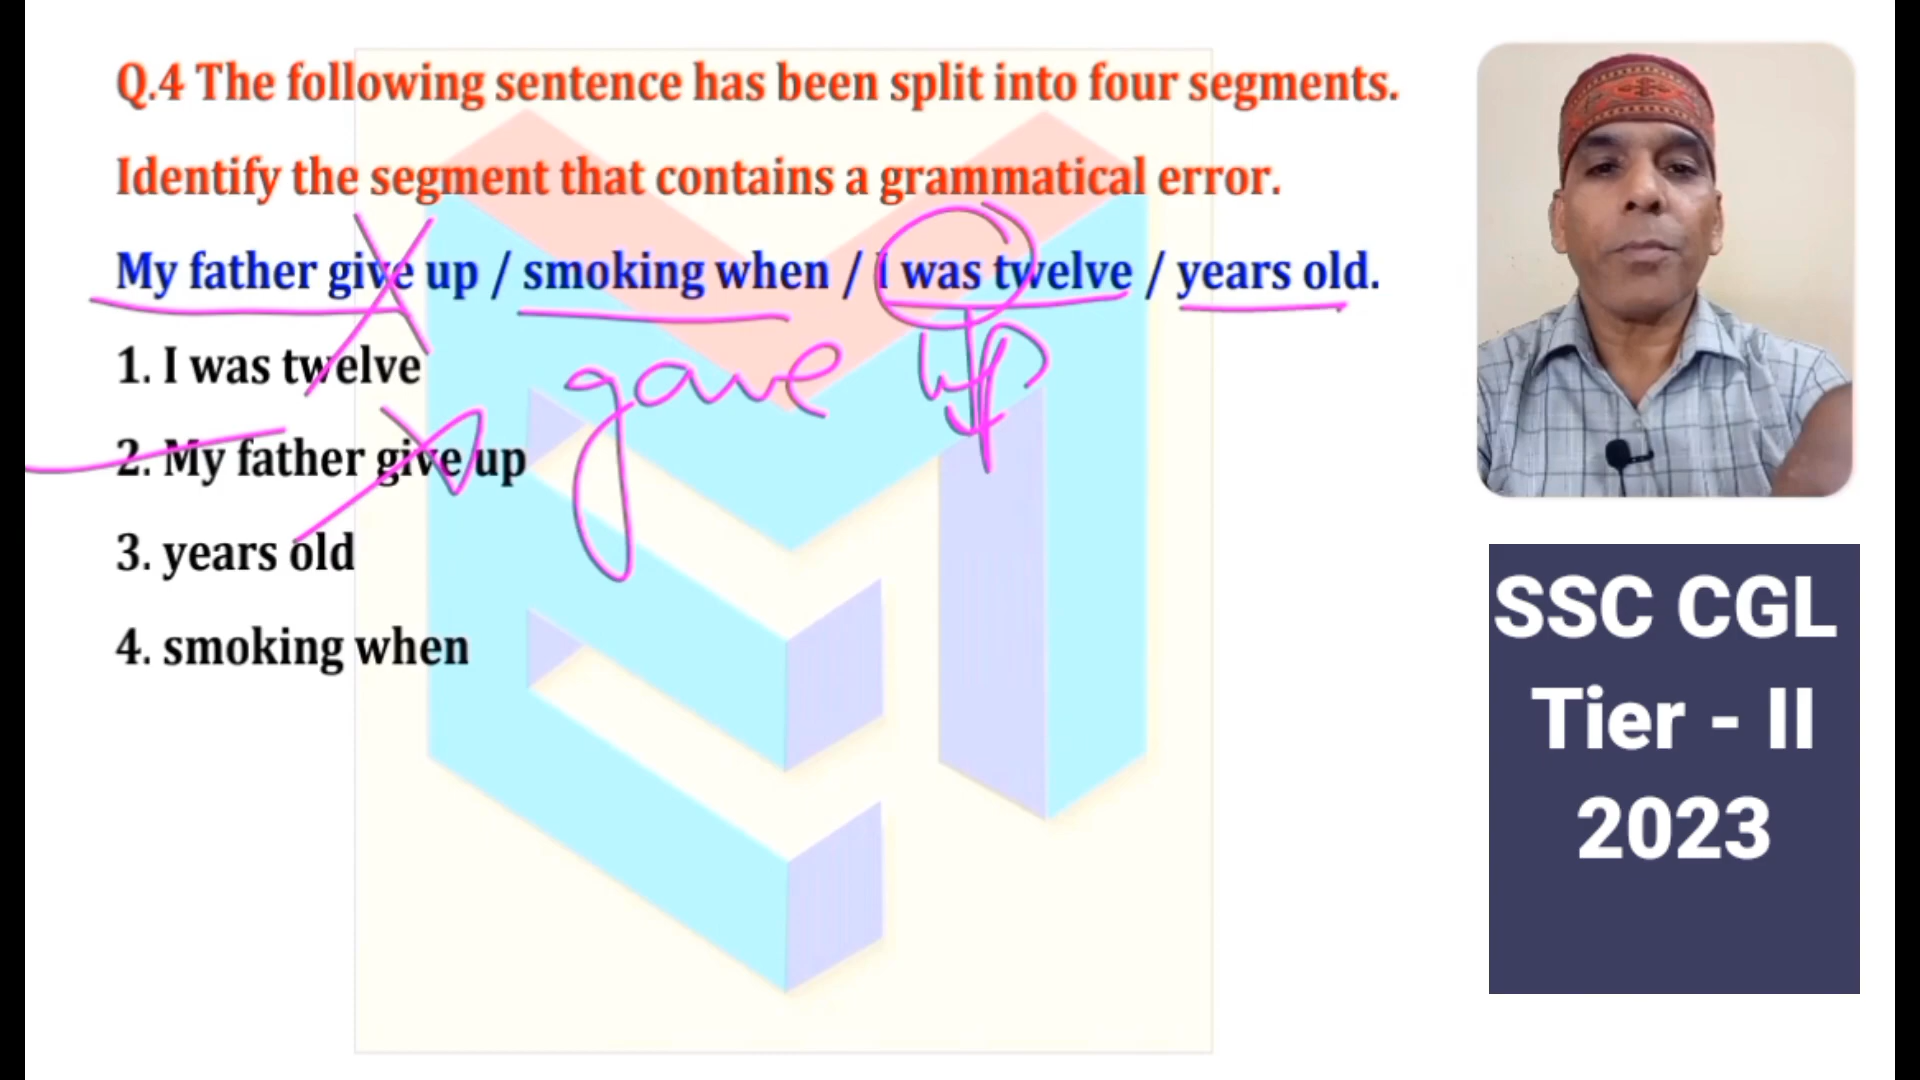 Q.4 The following sentence has been split into four segments.
Identify the segment that contains a grammatical error.
My father give up / smoking when / I was twelve / years old.
1. I was twelve
gave up
2. My father give up
3. years old
4. smoking when
SSC CGL
Tier - II
2023